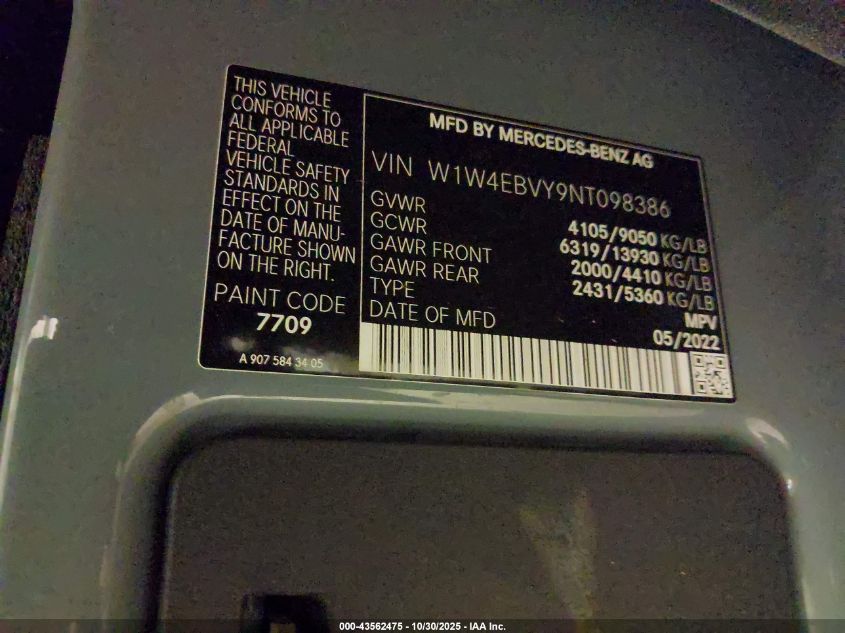 THIS VEHICLE
CONFORMS TO
ALL APPLICABLE
FEDERAL
VEHICLE SAFETY
STANDARDS IN
EFFECT ON THE
DATE OF MANU-
FACTURE SHOWN
ON THE RIGHT.
PAINT CODE
7709
A 907 584 34 05
MFD BY MERCEDES-BENZ AG
VIN W1W4EBVY9NT098386
GVWR 4105/9050 KG/LB
GCWR 6319/13930 KG/LB
GAWR FRONT 2000/4410 KG/LB
GAWR REAR 2431/5360 KG/LB
TYPE MPV
DATE OF MFD 05/2022
000-43562475 - 10/30/2025 - IAA Inc.